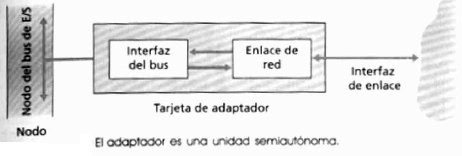 Nodo del bus de E/S
Interfaz
del bus
Enlace de
red
Interfaz
de enlace
Tarjeta de adaptador
Nodo
El adaptador es una unidad semiautónoma.